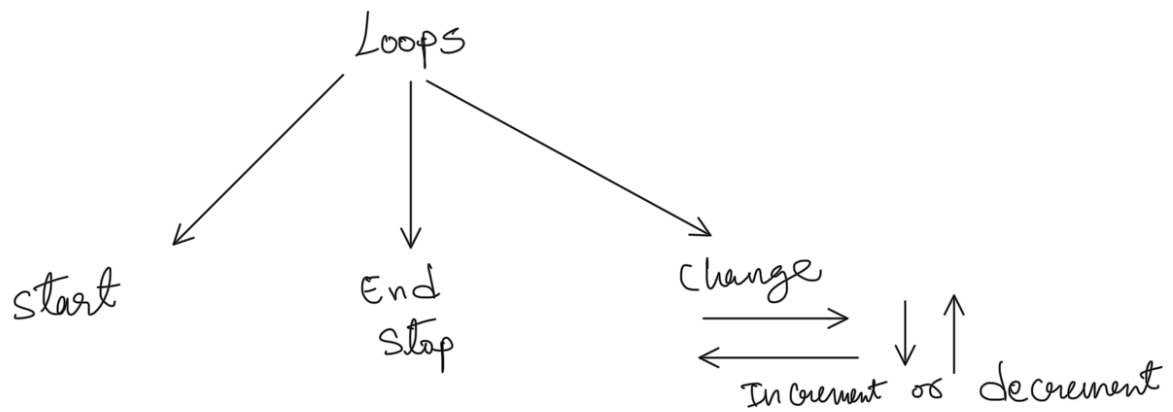 Loops
Start
End
Stop
Change
Increment or decrement